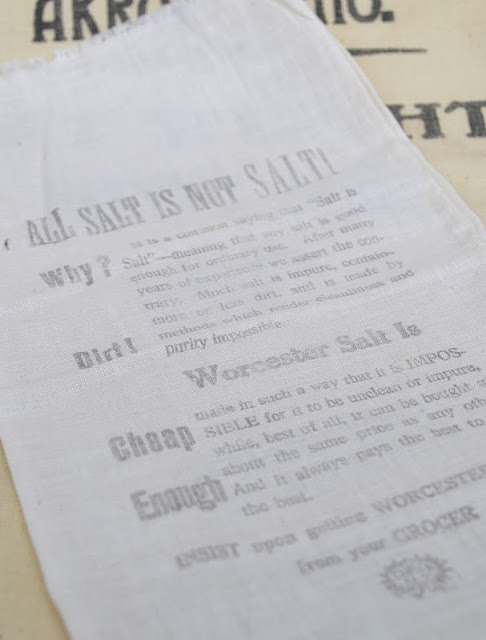 AKRO NO.
HT
ALL SALT IS NOT SALT!
Why?
It is a common saying that "Salt is
Salt"—meaning that any salt is good
enough for ordinary use. After many
years of experience we assert the con-
trary. Much salt is impure, contains
more or less dirt, and is made by
methods which render cleanliness and
Dirt! purity impossible.
Worcester Salt Is
made in such a way that it is IMPOS-
Cheap SIBLE for it to be unclean or impure,
while, best of all, it can be bought a
about the same price as any oth
Enough And it always pays the best to
the best.
INSIST upon getting WORCESTER
from your GROCER